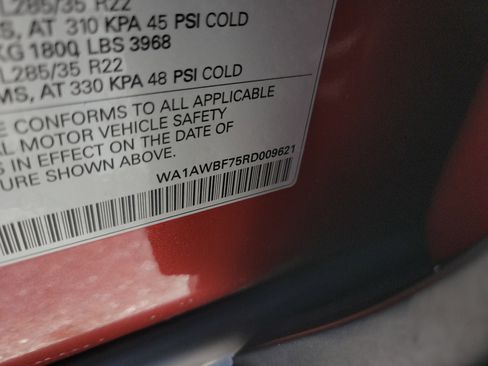 L285/35 R22
S, AT 310 KPA 45 PSI COLD
KG 1800 LBS 3968
L285/35 R22
MS, AT 330 KPA 48 PSI COLD
E CONFORMS TO ALL APPLICABLE
AL MOTOR VEHICLE SAFETY
S IN EFFECT ON THE DATE OF
URE SHOWN ABOVE.
WA1AWBF75RD009621